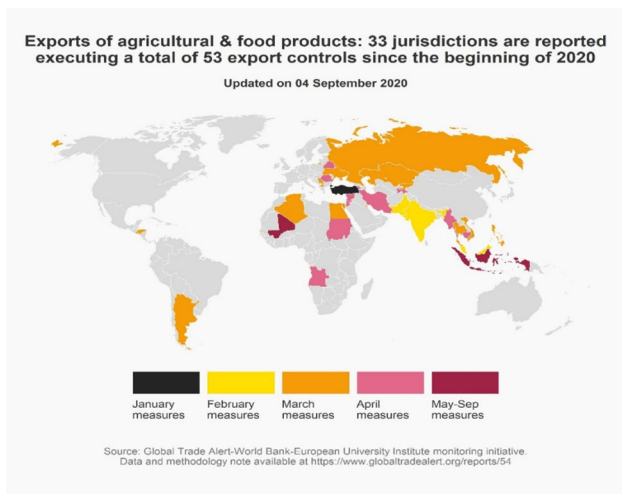 Exports of agricultural & food products: 33 jurisdictions are reported
executing a total of 53 export controls since the beginning of 2020
Updated on 04 September 2020
January
measures
February
measures
March
measures
April
measures
May-Sep
measures
Source: Global Trade Alert-World Bank-European University Institute monitoring initiative.
Data and methodology note available at https://www.globaltradealert.org/reports/54